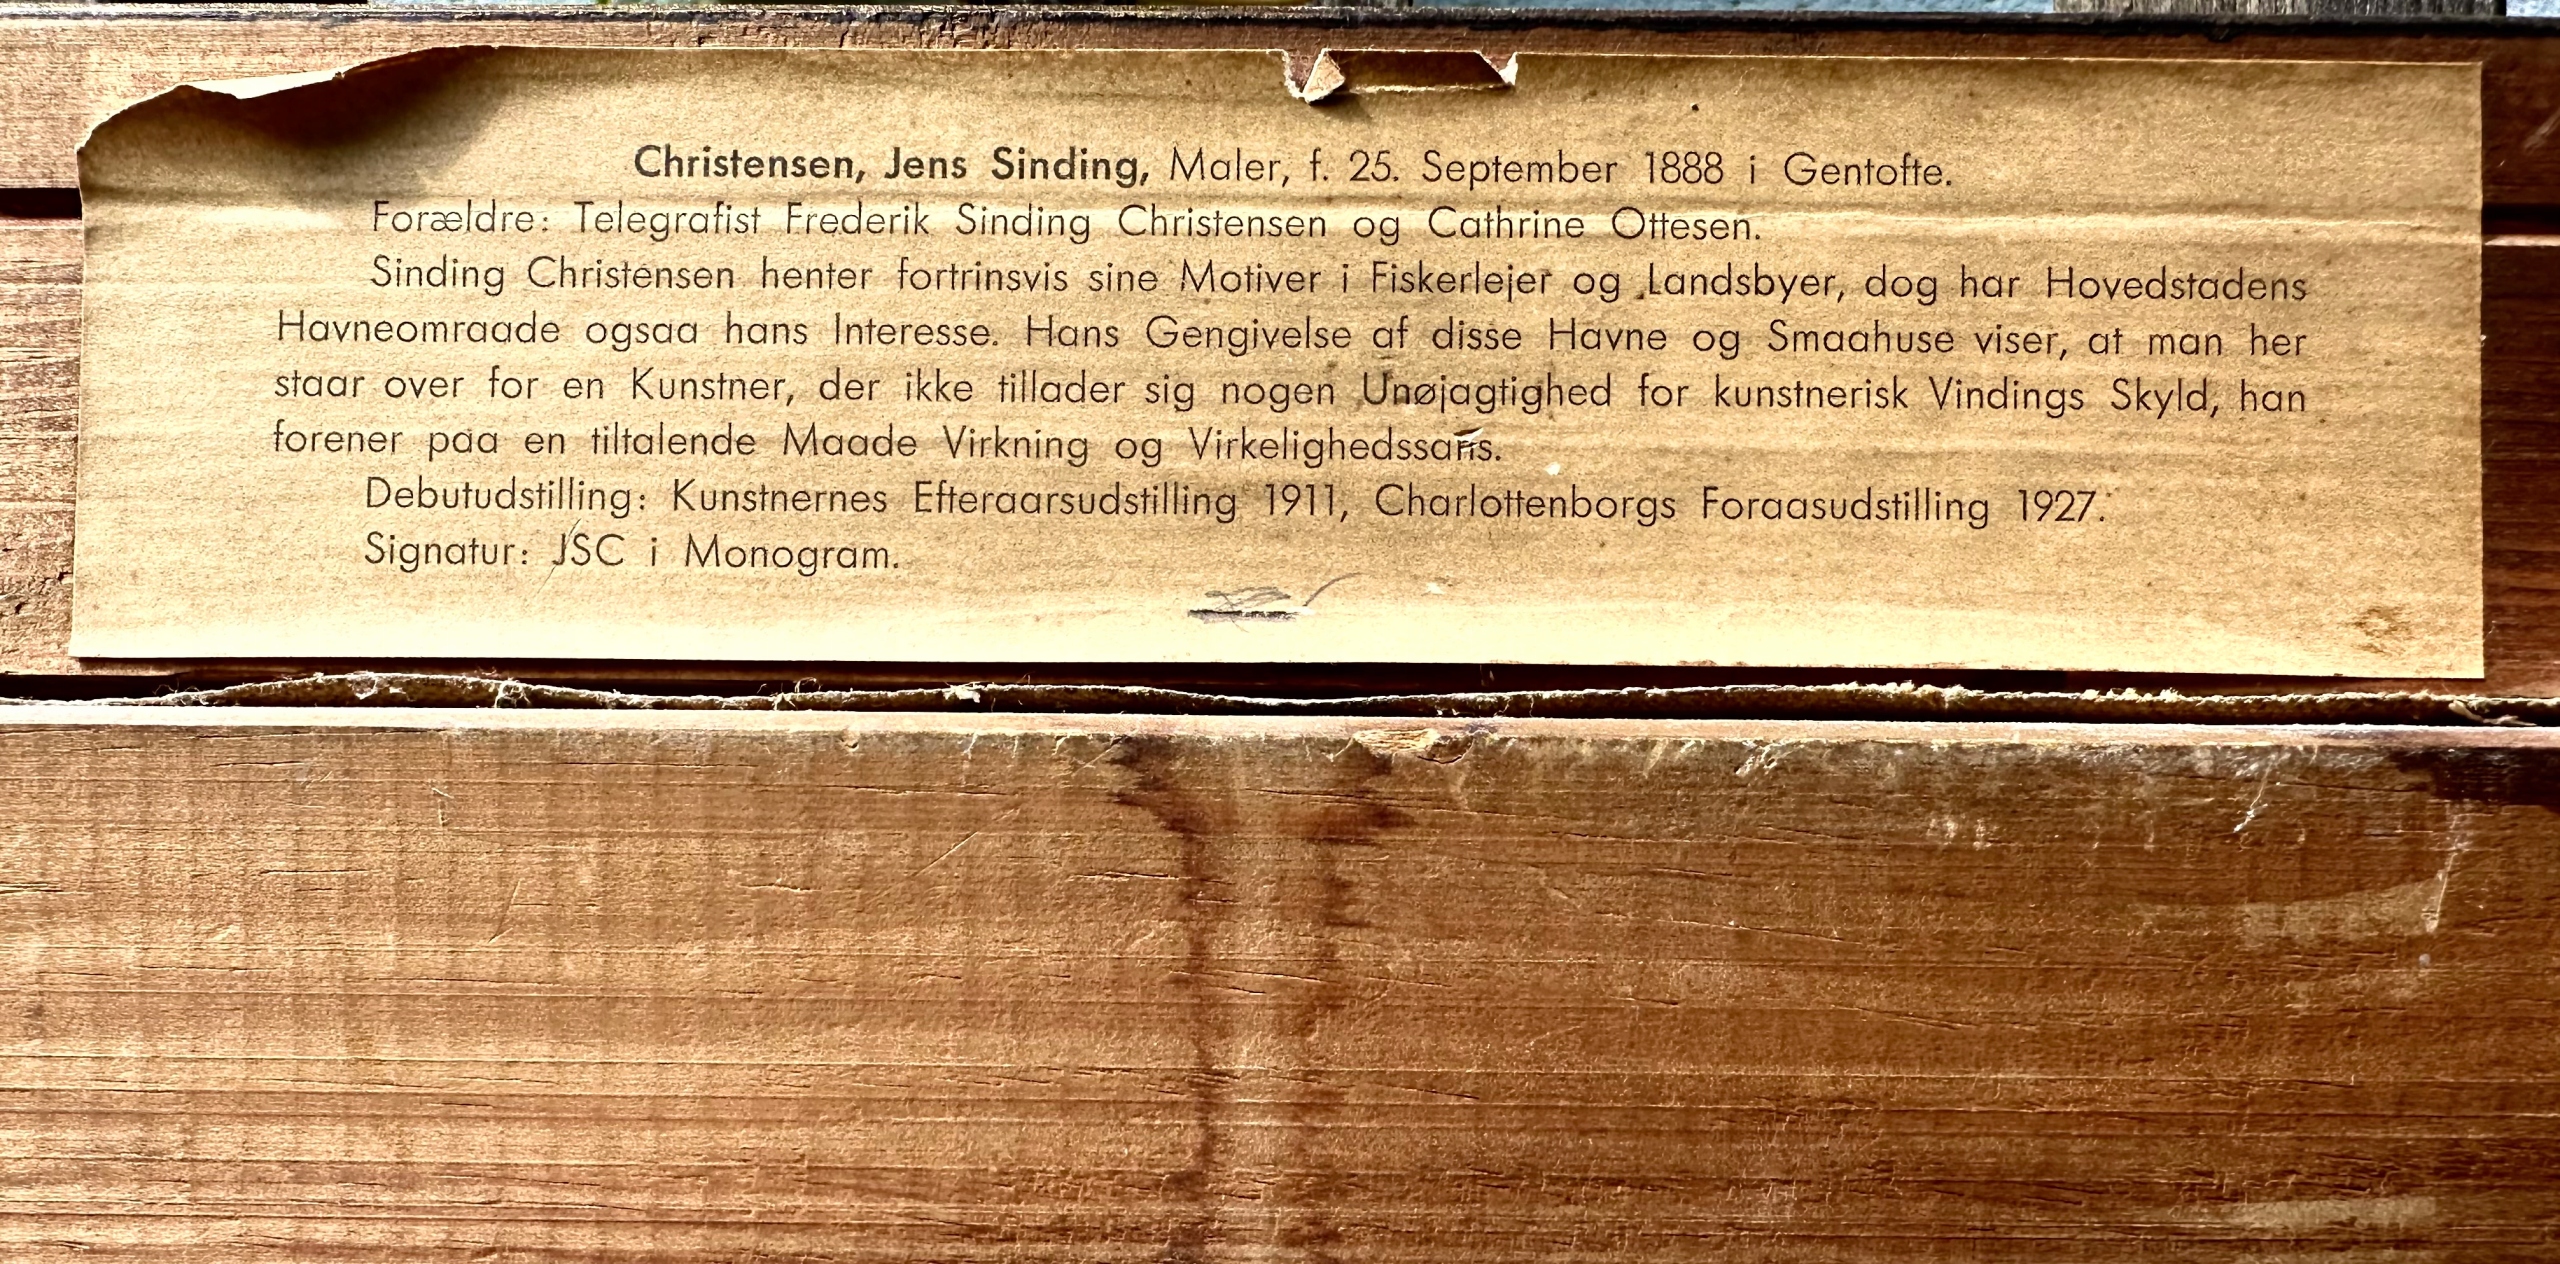 Christensen, Jens Sinding, Maler, f. 25. September 1888 i Gentofte.
Forældre: Telegrafist Frederik Sinding Christensen og Cathrine Ottesen.
Sinding Christensen henter fortrinsvis sine Motiver i Fiskerlejer og Landsbyer, dog har Hovedstadens
Havneomraade ogsaa hans Interesse. Hans Gengivelse af disse Havne og Smaahuse viser, at man her
staar over for en Kunstner, der ikke tillader sig nogen Unøjagtighed for kunstnerisk Vindings Skyld, han
forener paa en tiltalende Maade Virkning og Virkelighedssans.
Debutudstilling: Kunstnernes Efteraarsudstilling 1911, Charlottenborgs Foraasudstilling 1927.
Signatur: JSC i Monogram.